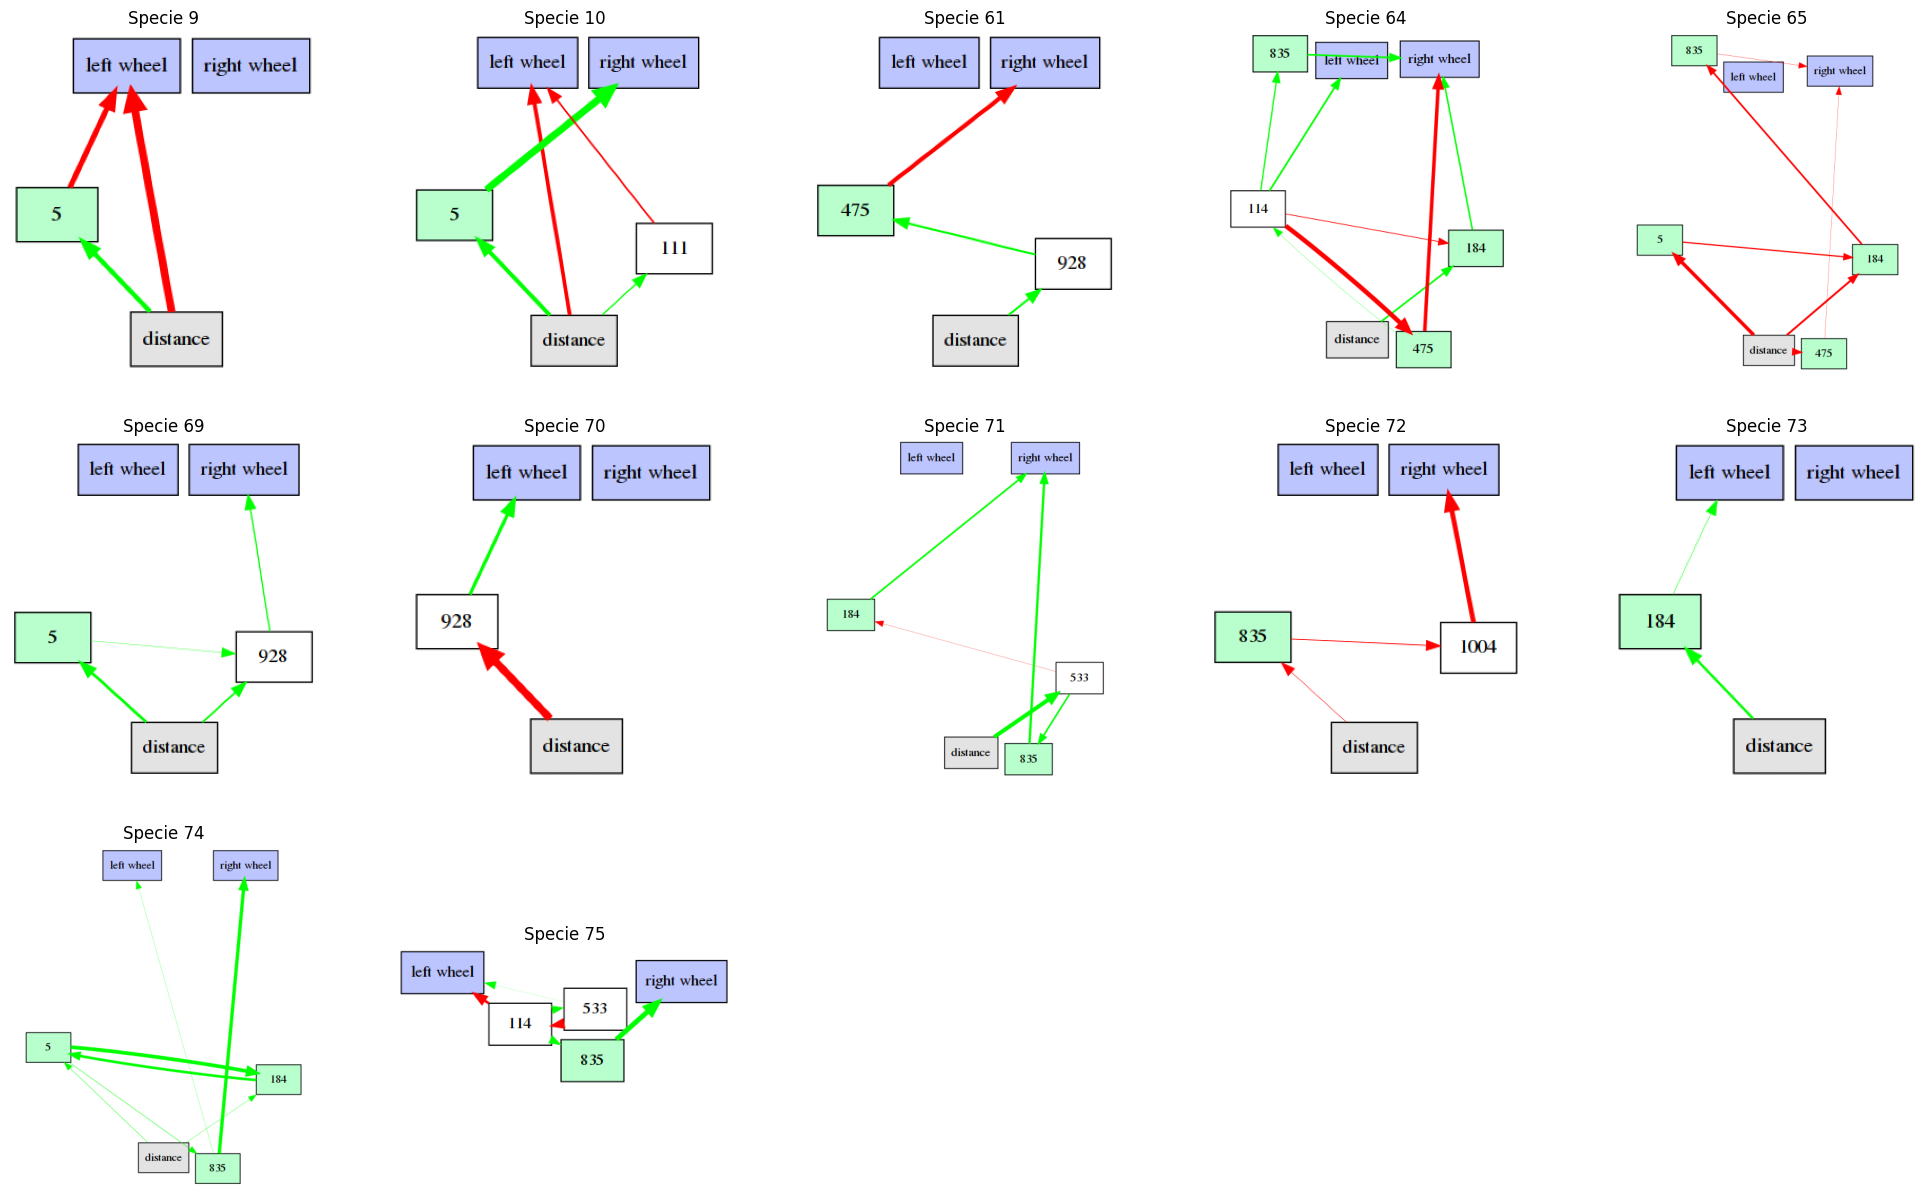 Specie 9
left wheel
right wheel
5
distance
Specie 10
left wheel
right wheel
5
111
distance
Specie 61
left wheel
right wheel
475
928
distance
Specie 64
835
left wheel
right wheel
114
184
distance
475
Specie 65
835
left wheel
right wheel
5
184
distance
475
Specie 69
left wheel
right wheel
5
928
distance
Specie 70
left wheel
right wheel
928
distance
Specie 71
left wheel
right wheel
184
533
distance
835
Specie 72
left wheel
right wheel
835
1004
distance
Specie 73
left wheel
right wheel
184
distance
Specie 74
left wheel
right wheel
5
184
distance
835
Specie 75
left wheel
right wheel
533
114
835